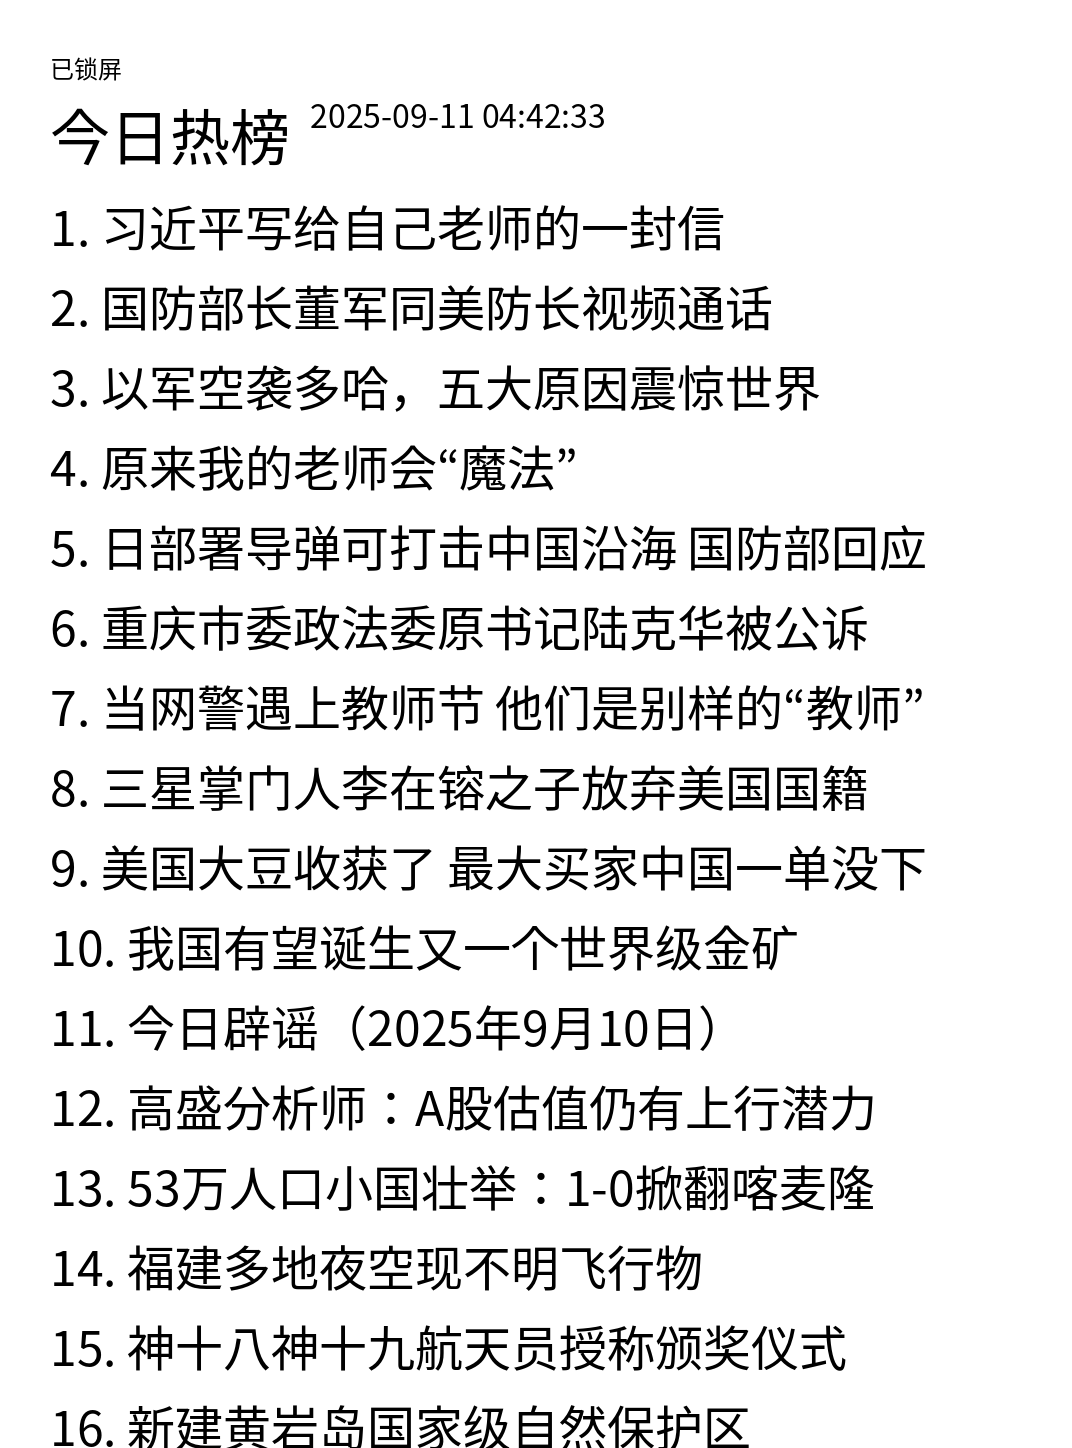 已锁屏
今日热榜 2025-09-11 04:42:33
1. 习近平写给自己老师的一封信
2. 国防部长董军同美防长视频通话
3. 以军空袭多哈，五大原因震惊世界
4. 原来我的老师会“魔法”
5. 日部署导弹可打击中国沿海 国防部回应
6. 重庆市委政法委原书记陆克华被公诉
7. 当网警遇上教师节 他们是别样的“教师”
8. 三星掌门人李在镕之子放弃美国国籍
9. 美国大豆收获了 最大买家中国一单没下
10. 我国有望诞生又一个世界级金矿
11. 今日辟谣（2025年9月10日）
12. 高盛分析师：A股估值仍有上行潜力
13. 53万人口小国壮举：1-0掀翻喀麦隆
14. 福建多地夜空现不明飞行物
15. 神十八神十九航天员授称颁奖仪式
16. 新建黄岩岛国家级自然保护区